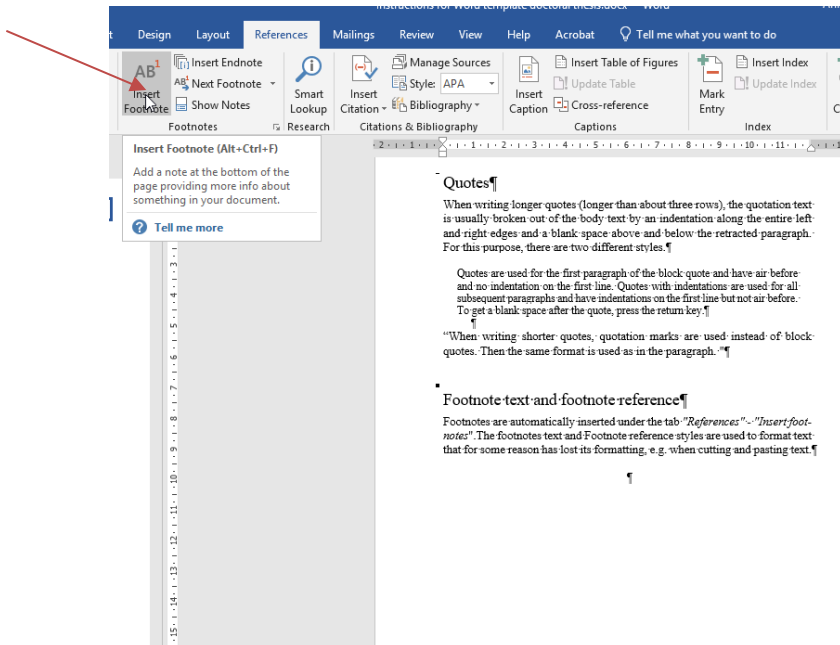 Instructions for Word template doctoral thesis.docx - Word
Design Layout References Mailings Review View Help Acrobat Tell me what you want to do
AB1
Insert Footnote
Insert Endnote
AB1 Next Footnote
Show Notes
Footnotes
Smart Lookup
Research
Insert Citation
Manage Sources
Style: APA
Bibliography
Citations & Bibliography
Insert Caption
Insert Table of Figures
Update Table
Cross-reference
Captions
Mark Entry
Insert Index
Update Index
Index
Insert Footnote (Alt+Ctrl+F)
Add a note at the bottom of the
page providing more info about
something in your document.
Tell me more
Quotes¶
When writing longer quotes (longer than about three rows), the quotation text
is usually broken out of the body text by an indentation along the entire left
and right edges and a blank space above and below the retracted paragraph.
For this purpose, there are two different styles.¶
Quotes are used for the first paragraph of the block quote and have air before
and no indentation on the first line. Quotes with indentations are used for all
subsequent paragraphs and have indentations on the first line but not air before.
To get a blank space after the quote, press the return key.¶
¶
“When writing shorter quotes, quotation marks are used instead of block
quotes. Then the same format is used as in the paragraph. "¶
Footnote text and footnote reference¶
Footnotes are automatically inserted under the tab "References" - "Insert foot-
notes".The footnotes text and Footnote reference styles are used to format text
that for some reason has lost its formatting, e.g. when cutting and pasting text.¶
¶